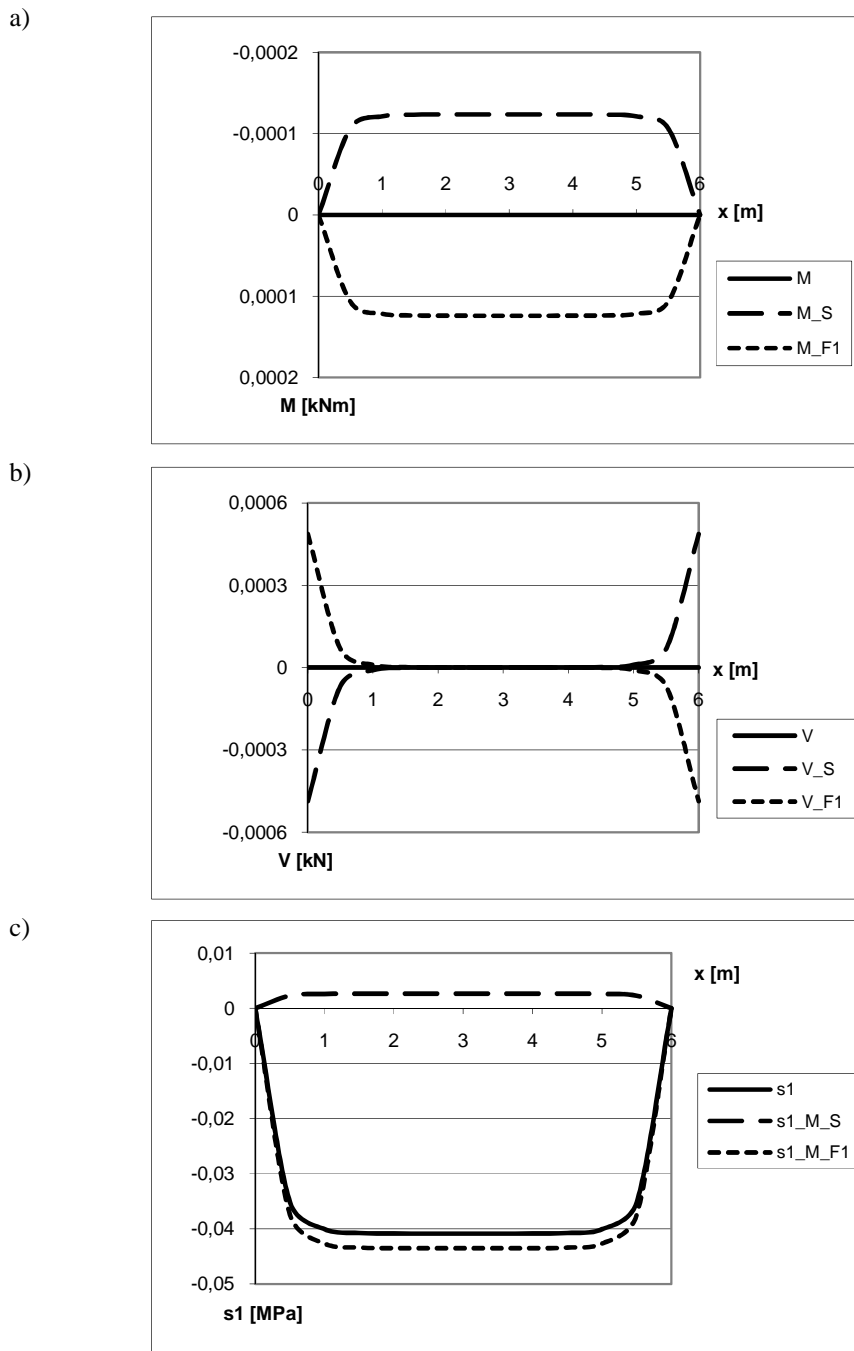 a)
-0,0002
-0,0001
0 1 2 3 4 5 6
x [m]
0
0,0001
0,0002
M [kNm]
M
M_S
M_F1
b)
0,0006
0,0003
0
x [m]
0 1 2 3 4 5 6
-0,0003
-0,0006
V [kN]
V
V_S
V_F1
c)
0,01
x [m]
0
0 1 2 3 4 5 6
-0,01
-0,02
-0,03
-0,04
-0,05
s1 [MPa]
s1
s1_M_S
s1_M_F1